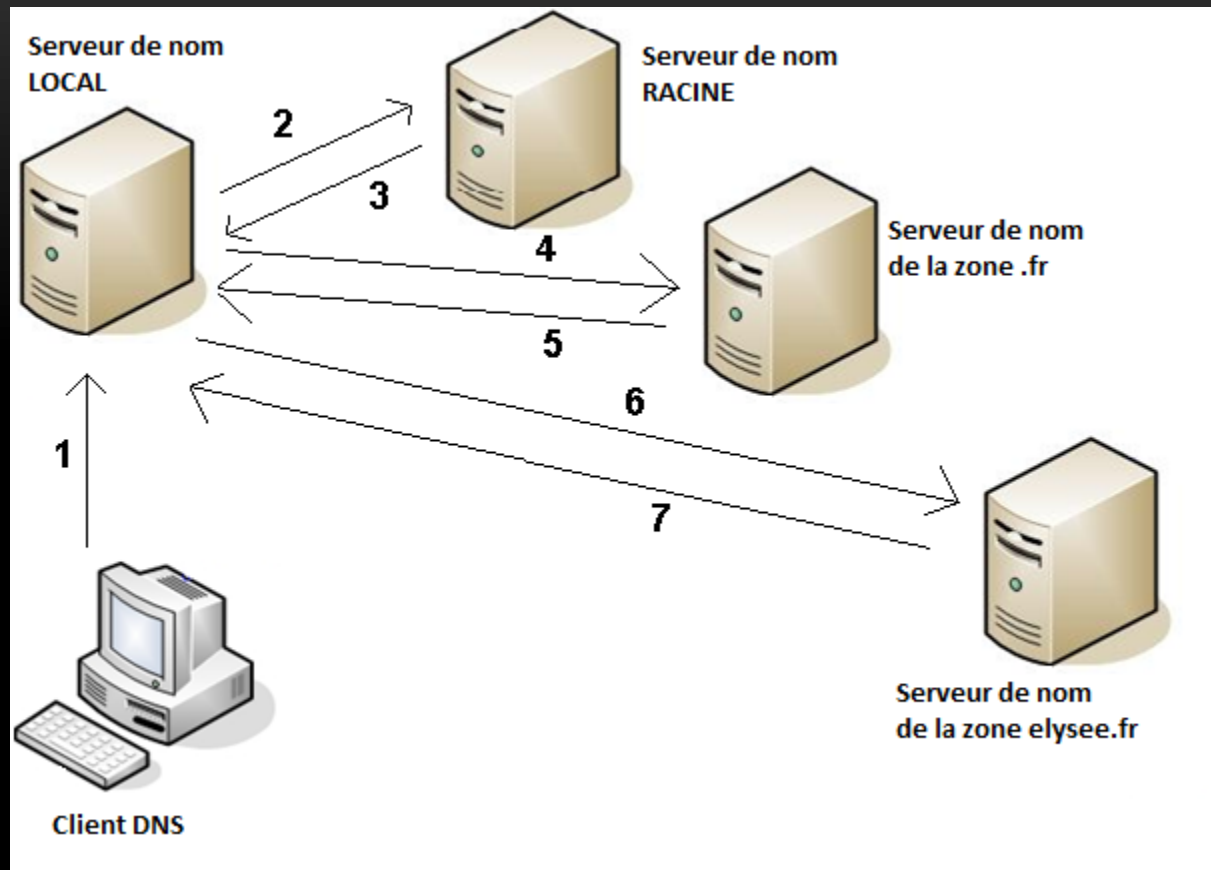 Serveur de nom
LOCAL
Serveur de nom
RACINE
2
3
4
Serveur de nom
de la zone .fr
5
6
1
7
Serveur de nom
de la zone elysee.fr
Client DNS